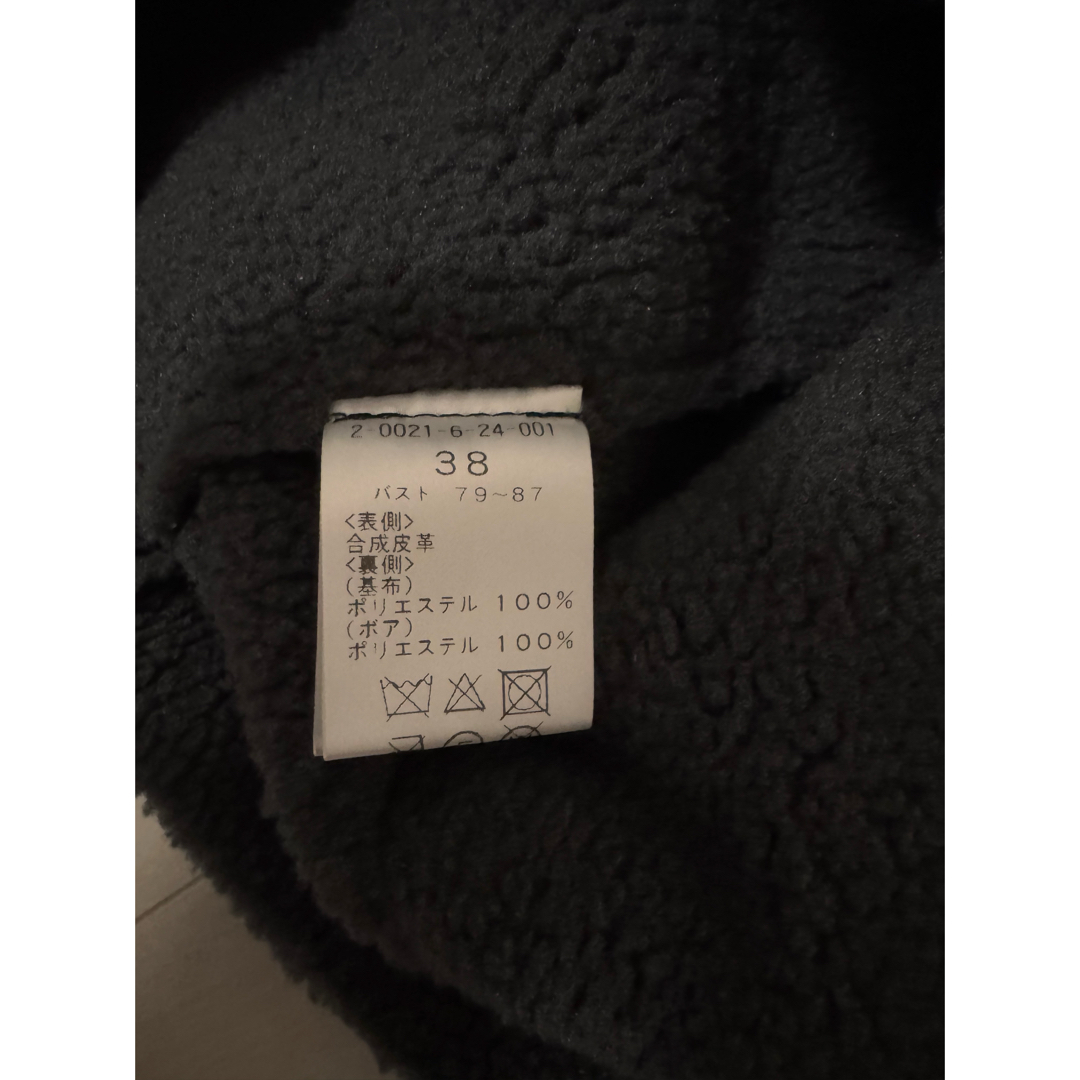 2-0021-6-24-001
38
バスト 79~87
<表側>
合成皮革
<裏側>
(基布)
ポリエステル 100%
(ボア)
ポリエステル 100%